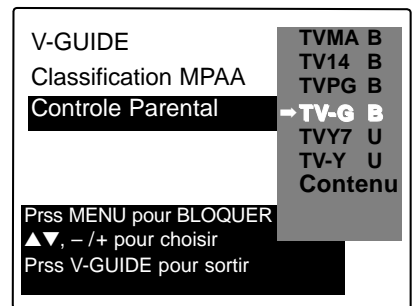 V-GUIDE
Classification MPAA
Controle Parental
TVMA B
TV14 B
TVPG B
➡TV-G B
TVY7 U
TV-Y U
Contenu
Prss MENU pour BLOQUER
▲▼, – /+ pour choisir
Prss V-GUIDE pour sortir